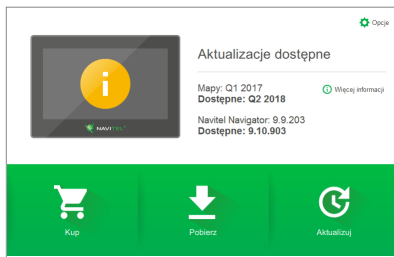 Opcje
Aktualizacje dostępne
Mapy: Q1 2017
Więcej informacji
Dostępne: Q2 2018
Navitel Navigator: 9.9.203
Dostępne: 9.10.903
NAVITEL
Kup
Pobierz
Aktualizuj